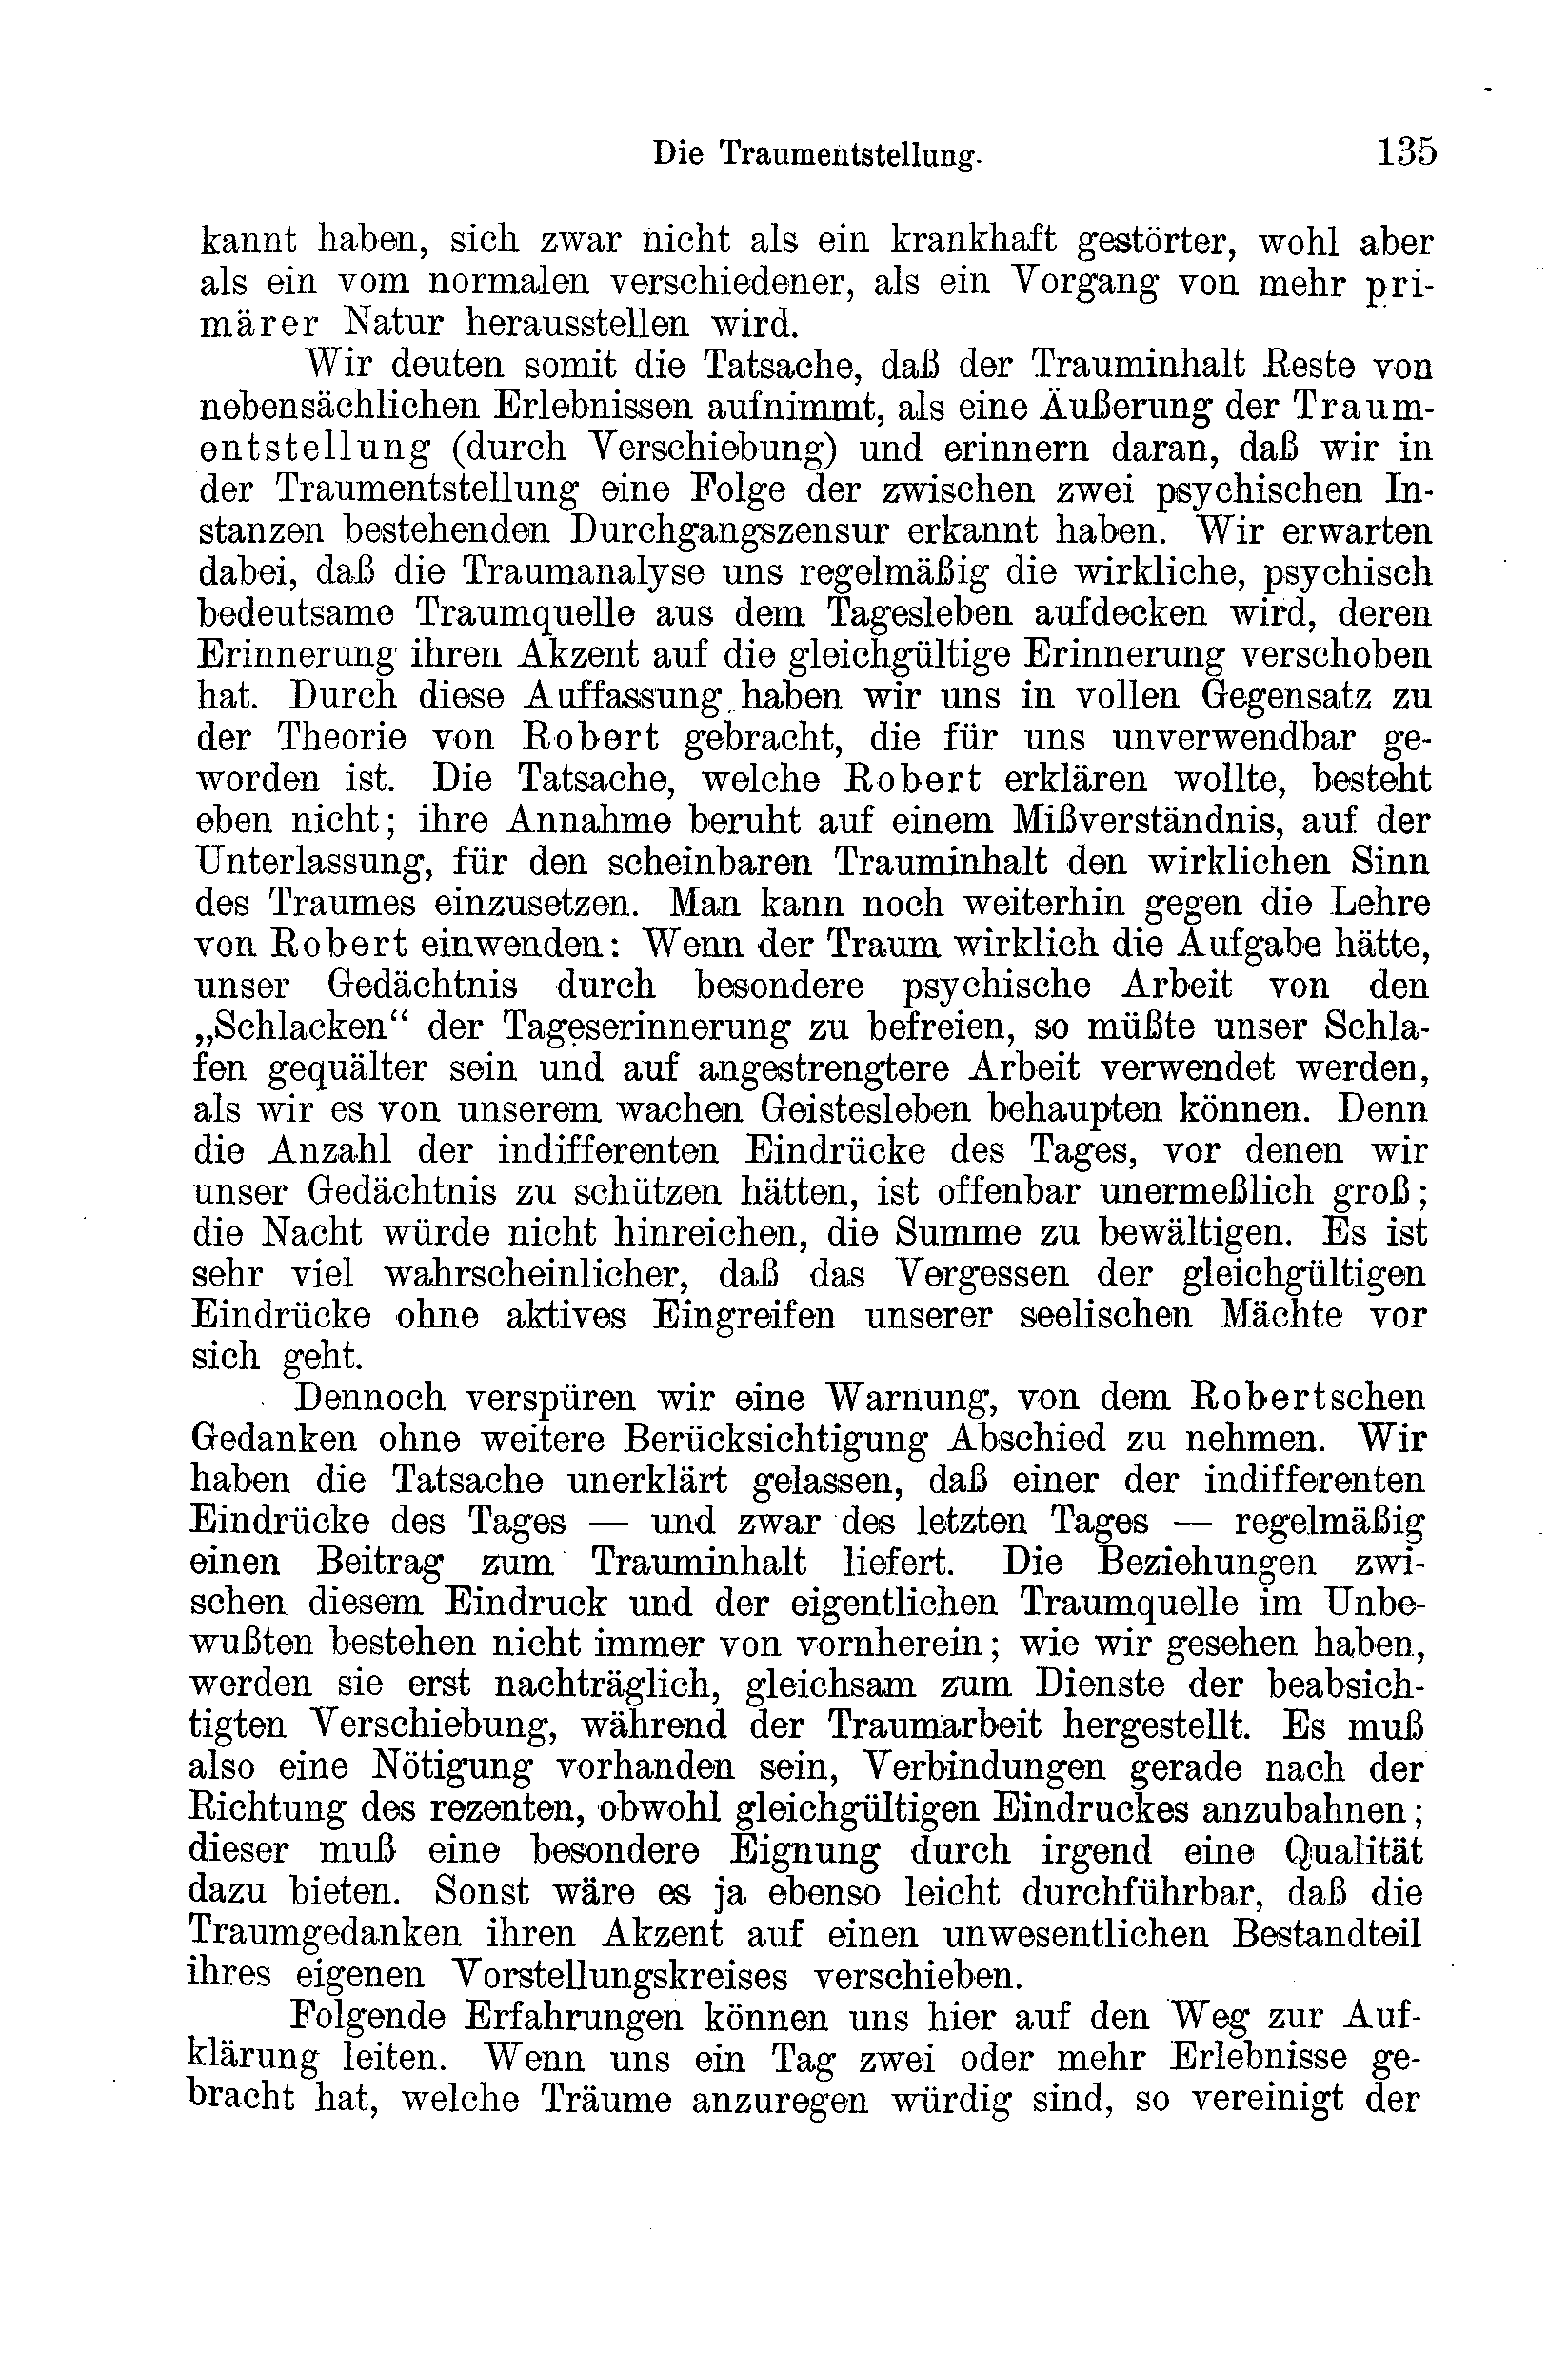 Die Traumentstellung. 135
kannt haben, sich zwar nicht als ein krankhaft gestörter, wohl aber
als ein vom normalen verschiedener, als ein Vorgang von mehr pri-
märer Natur herausstellen wird.
Wir deuten somit die Tatsache, daß der Trauminhalt Reste von
nebensächlichen Erlebnissen aufnimmt, als eine Äußerung der Traum-
entstellung (durch Verschiebung) und erinnern daran, daß wir in
der Traumentstellung eine Folge der zwischen zwei psychischen In-
stanzen bestehenden Durchgangszensur erkannt haben. Wir erwarten
dabei, daß die Traumanalyse uns regelmäßig die wirkliche, psychisch
bedeutsame Traumquelle aus dem Tagesleben aufdecken wird, deren
Erinnerung ihren Akzent auf die gleichgültige Erinnerung verschoben
hat. Durch diese Auffassung haben wir uns in vollen Gegensatz zu
der Theorie von Robert gebracht, die für uns unverwendbar ge-
worden ist. Die Tatsache, welche Robert erklären wollte, besteht
eben nicht; ihre Annahme beruht auf einem Mißverständnis, auf der
Unterlassung, für den scheinbaren Trauminhalt den wirklichen Sinn
des Traumes einzusetzen. Man kann noch weiterhin gegen die Lehre
von Robert einwenden: Wenn der Traum wirklich die Aufgabe hätte,
unser Gedächtnis durch besondere psychische Arbeit von den
„Schlacken“ der Tageserinnerung zu befreien, so müßte unser Schla-
fen gequälter sein und auf angestrengtere Arbeit verwendet werden,
als wir es von unserem wachen Geistesleben behaupten können. Denn
die Anzahl der indifferenten Eindrücke des Tages, vor denen wir
unser Gedächtnis zu schützen hätten, ist offenbar unermeßlich groß;
die Nacht würde nicht hinreichen, die Summe zu bewältigen. Es ist
sehr viel wahrscheinlicher, daß das Vergessen der gleichgültigen
Eindrücke ohne aktives Eingreifen unserer seelischen Mächte vor
sich geht.
Dennoch verspüren wir eine Warnung, von dem Robertschen
Gedanken ohne weitere Berücksichtigung Abschied zu nehmen. Wir
haben die Tatsache unerklärt gelassen, daß einer der indifferenten
Eindrücke des Tages — und zwar des letzten Tages — regelmäßig
einen Beitrag zum Trauminhalt liefert. Die Beziehungen zwi-
schen diesem Eindruck und der eigentlichen Traumquelle im Unbe-
wußten bestehen nicht immer von vornherein; wie wir gesehen haben,
werden sie erst nachträglich, gleichsam zum Dienste der beabsich-
tigten Verschiebung, während der Traumarbeit hergestellt. Es muß
also eine Nötigung vorhanden sein, Verbindungen gerade nach der
Richtung des rezenten, obwohl gleichgültigen Eindruckes anzubahnen;
dieser muß eine besondere Eignung durch irgend eine Qualität
dazu bieten. Sonst wäre es ja ebenso leicht durchführbar, daß die
Traumgedanken ihren Akzent auf einen unwesentlichen Bestandteil
ihres eigenen Vorstellungskreises verschieben.
Folgende Erfahrungen können uns hier auf den Weg zur Auf-
klärung leiten. Wenn uns ein Tag zwei oder mehr Erlebnisse ge-
bracht hat, welche Träume anzuregen würdig sind, so vereinigt der